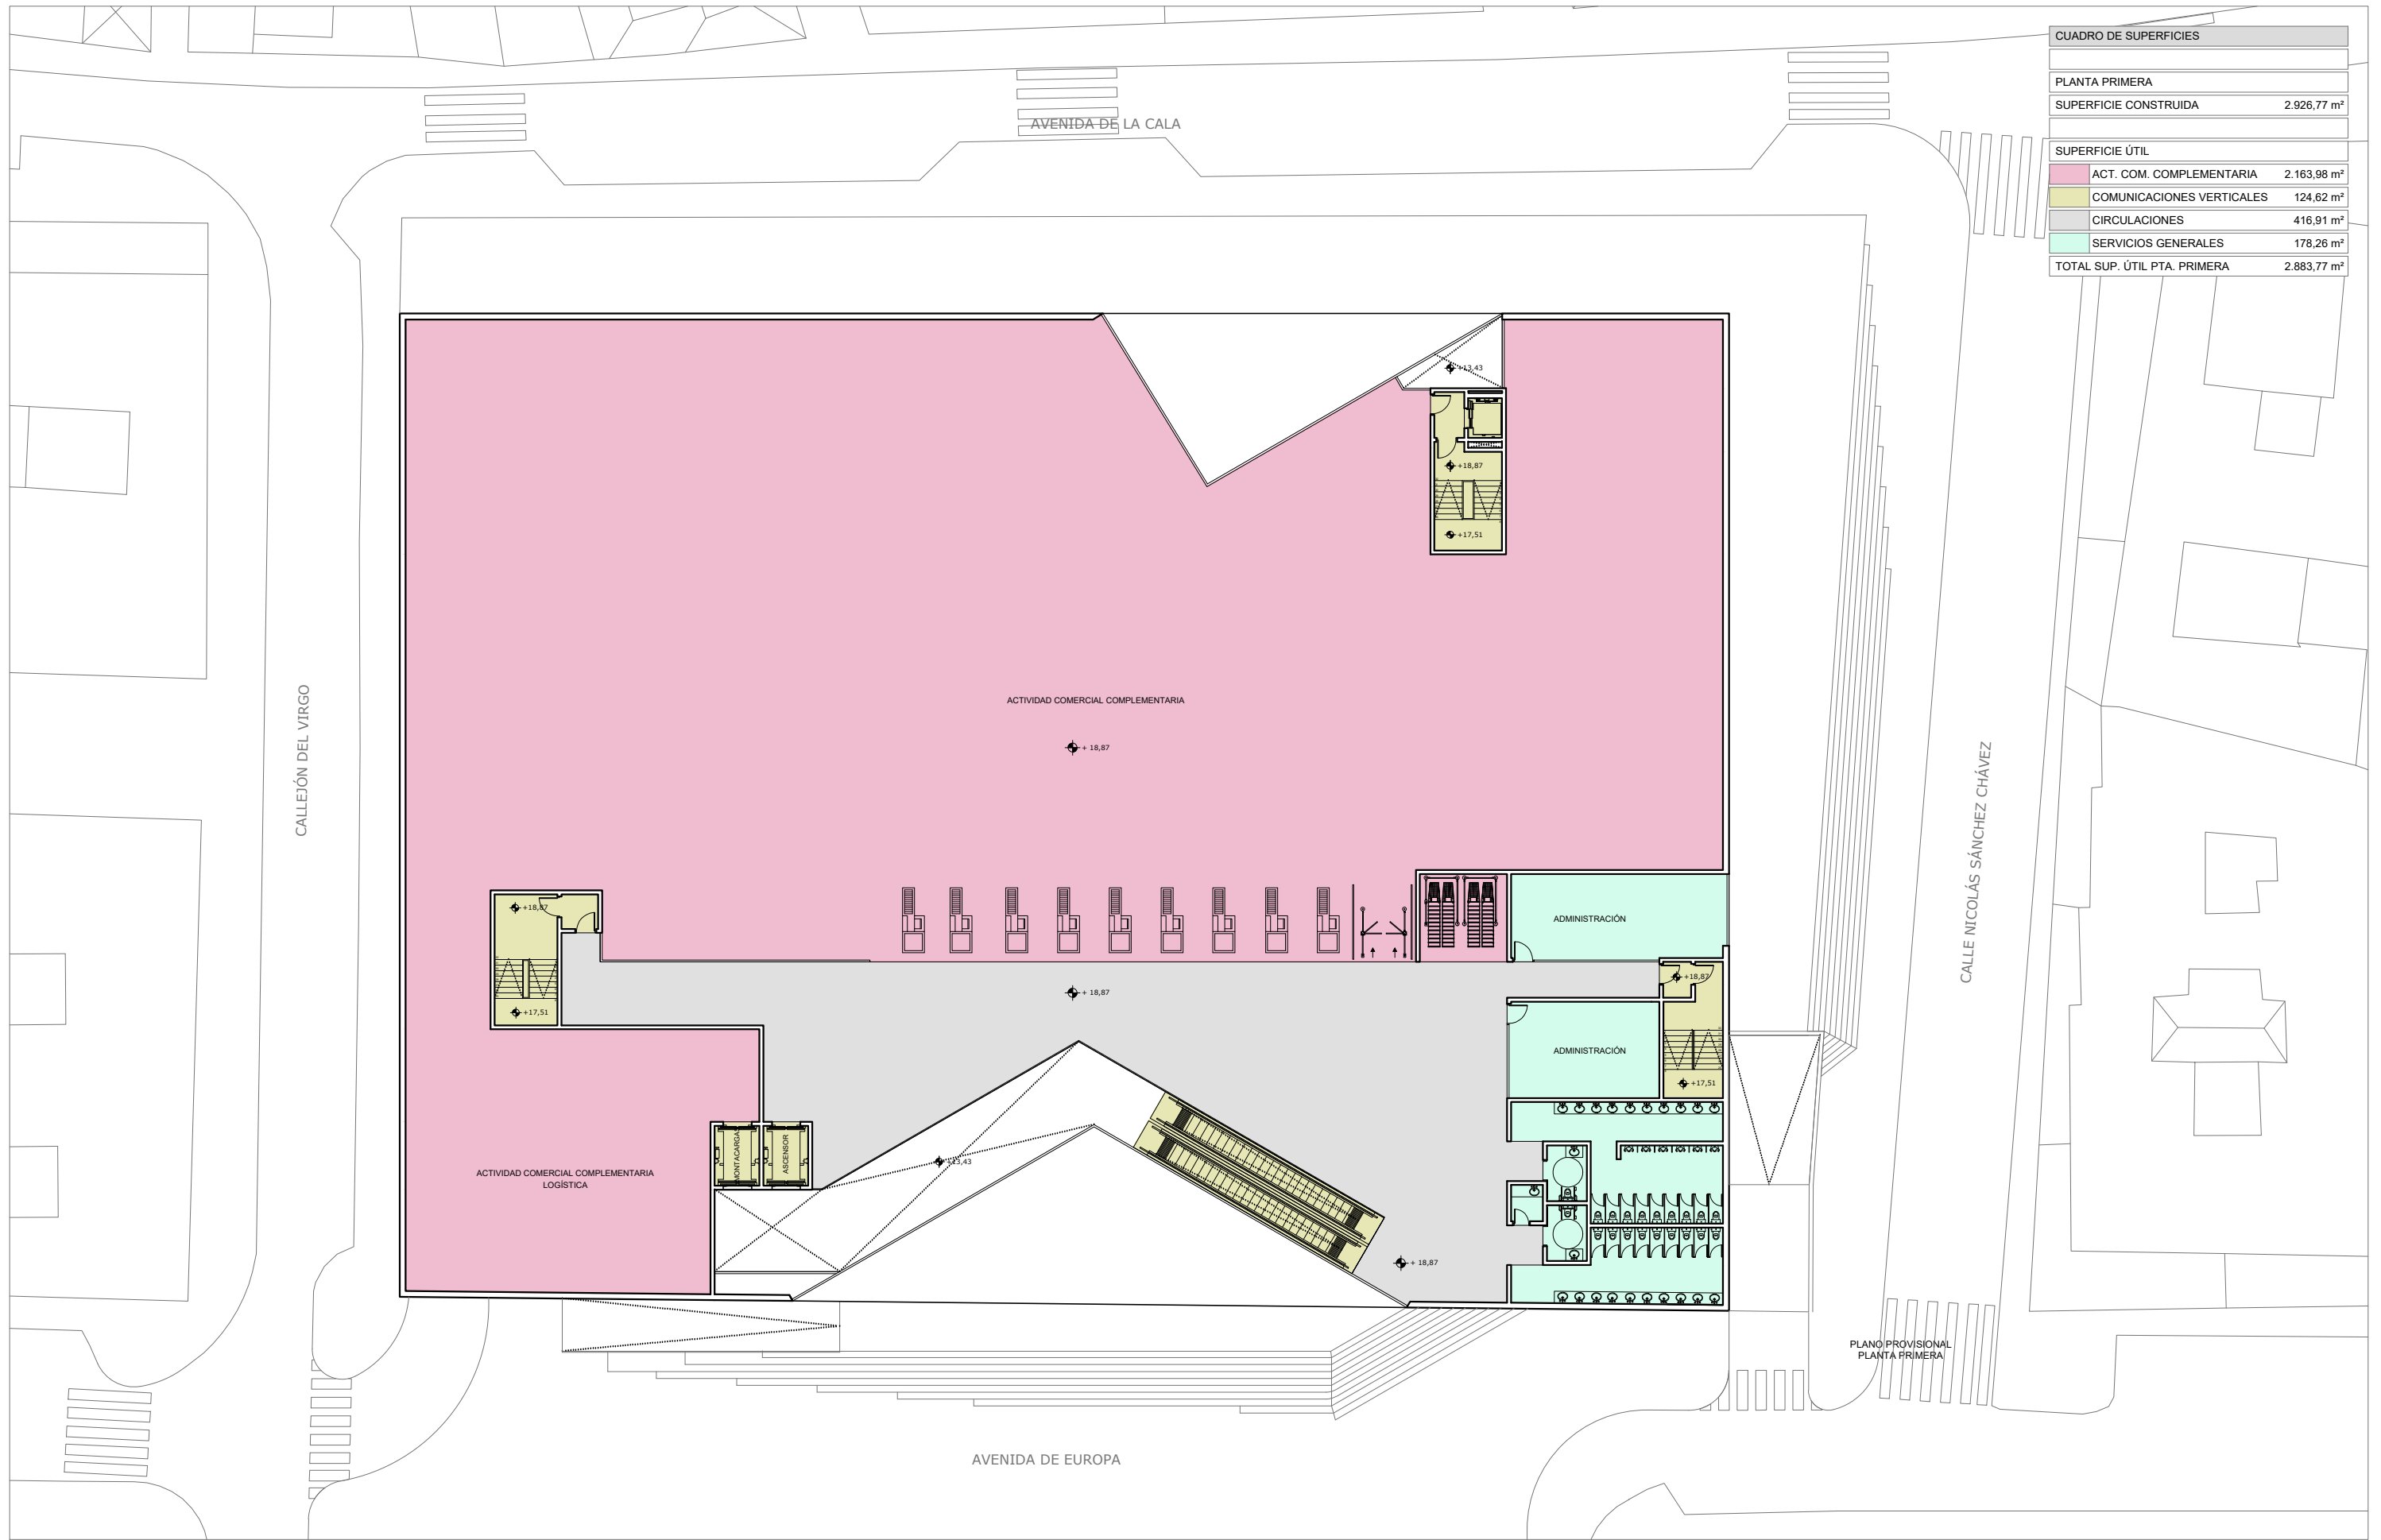 CUADRO DE SUPERFICIES
PLANTA PRIMERA
SUPERFICIE CONSTRUIDA 2.926,77 m²
SUPERFICIE ÚTIL
ACT. COM. COMPLEMENTARIA 2.163,98 m²
COMUNICACIONES VERTICALES 124,62 m²
CIRCULACIONES 416,91 m²
SERVICIOS GENERALES 178,26 m²
TOTAL SUP. ÚTIL PTA. PRIMERA 2.883,77 m²
AVENIDA DE LA CALA
+13,43
+18,87
+17,51
ACTIVIDAD COMERCIAL COMPLEMENTARIA
+ 18,87
CALLEJÓN DEL VIRGO
CALLE NICOLÁS SÁNCHEZ CHÁVEZ
+18,87
ADMINISTRACIÓN
+18,87
+ 18,87
+17,51
ADMINISTRACIÓN
+17,51
MONTACARGAS
ASCENSOR
+13,43
ACTIVIDAD COMERCIAL COMPLEMENTARIA
LOGÍSTICA
+ 18,87
PLANO PROVISIONAL
PLANTA PRIMERA
AVENIDA DE EUROPA